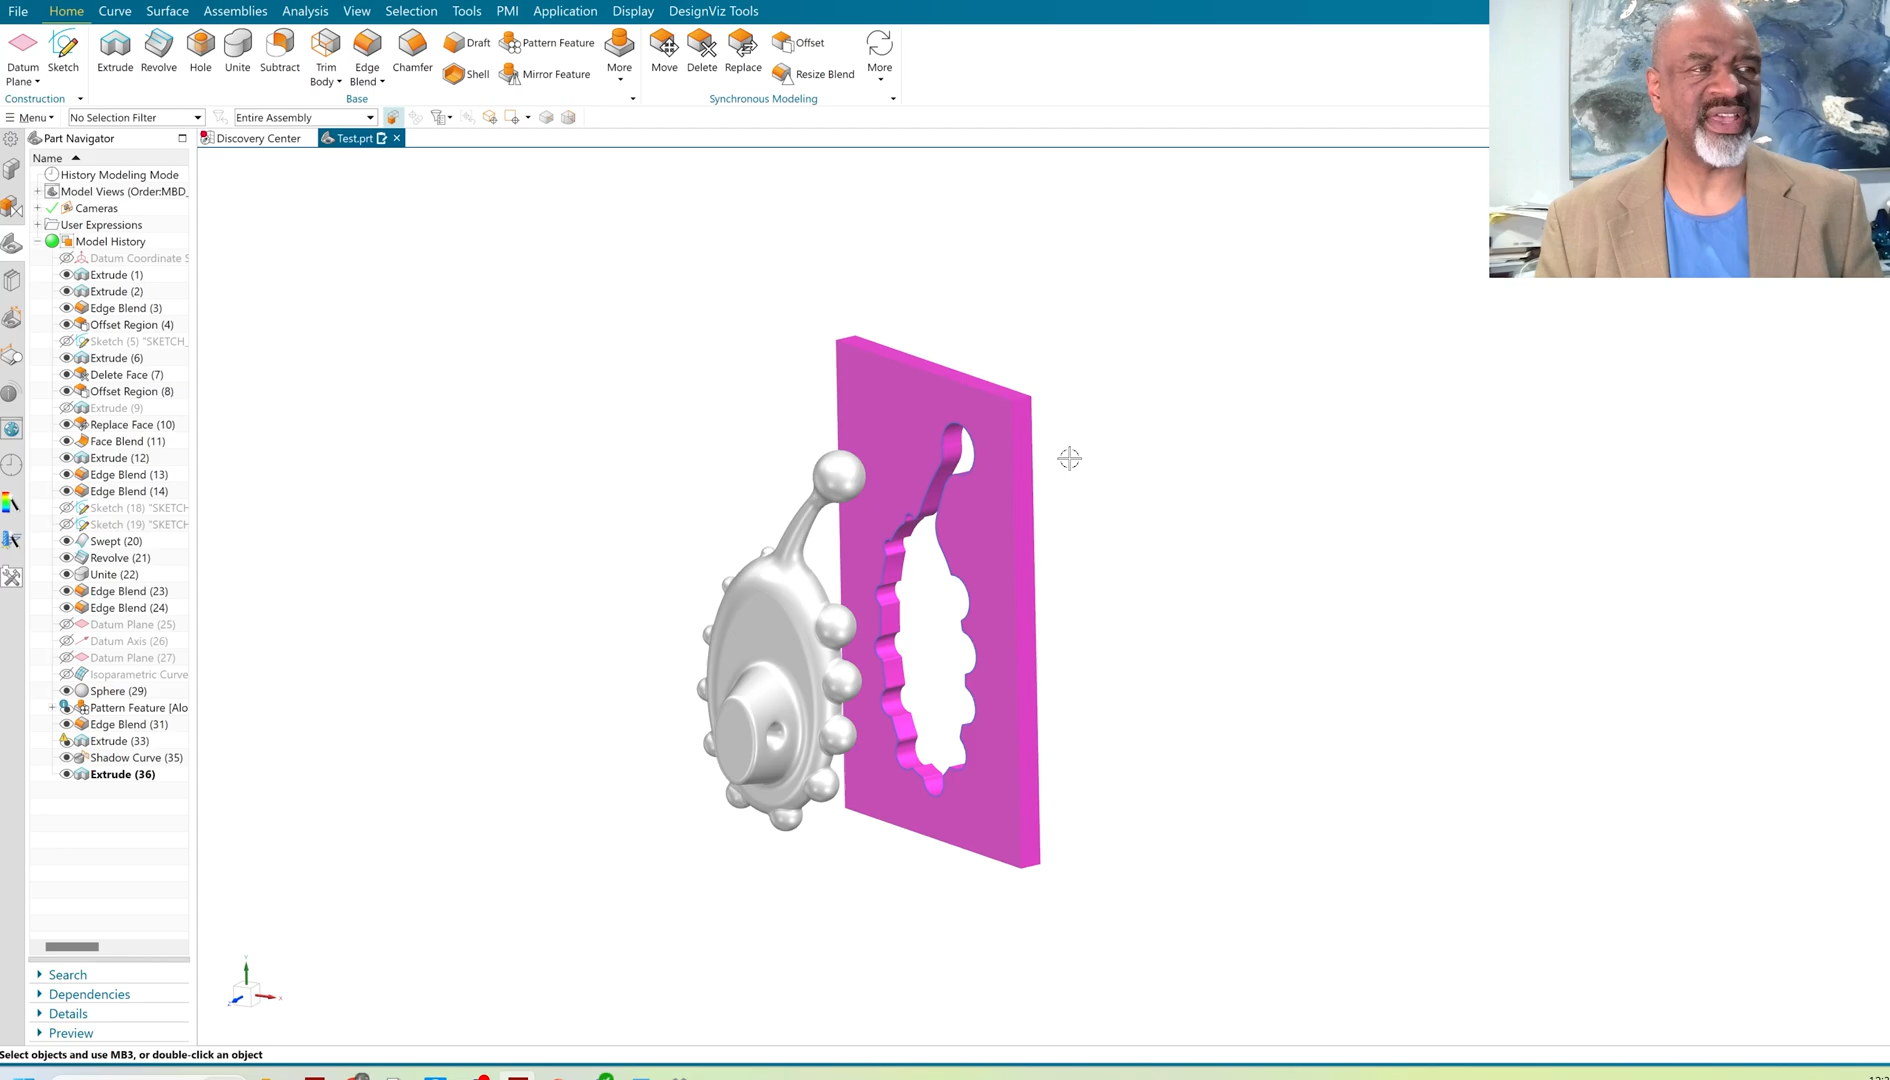 File Home Curve Surface Assemblies Analysis View Selection Tools PMI Application Display DesignViz Tools
Datum Plane Sketch Extrude Revolve Hole Unite Subtract Trim Body Edge Blend Chamfer Draft Shell Pattern Feature Mirror Feature More Move Delete Replace Offset Resize Blend More
Construction Base Synchronous Modeling
Menu No Selection Filter Entire Assembly
Part Navigator Discovery Center Test.prt
Name
History Modeling Mode
Model Views (Order:MBD_
Cameras
User Expressions
Model History
Datum Coordinate S
Extrude (1)
Extrude (2)
Edge Blend (3)
Offset Region (4)
Sketch (5) "SKETCH_
Extrude (6)
Delete Face (7)
Offset Region (8)
Extrude (9)
Replace Face (10)
Face Blend (11)
Extrude (12)
Edge Blend (13)
Edge Blend (14)
Sketch (18) "SKETCH
Sketch (19) "SKETCH
Swept (20)
Revolve (21)
Unite (22)
Edge Blend (23)
Edge Blend (24)
Datum Plane (25)
Datum Axis (26)
Datum Plane (27)
Isoparametric Curve
Sphere (29)
Pattern Feature [Alo
Edge Blend (31)
Extrude (33)
Shadow Curve (35)
Extrude (36)
Y
X
Z
Search
Dependencies
Details
Preview
Select objects and use MB3, or double-click an object